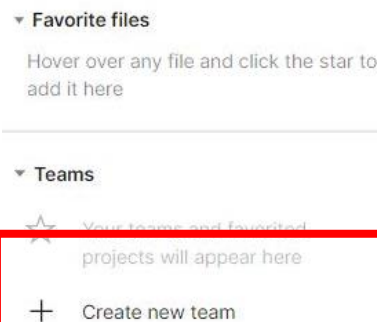 Favorite files
Hover over any file and click the star to
add it here
Teams
Your teams and favorited
projects will appear here
Create new team